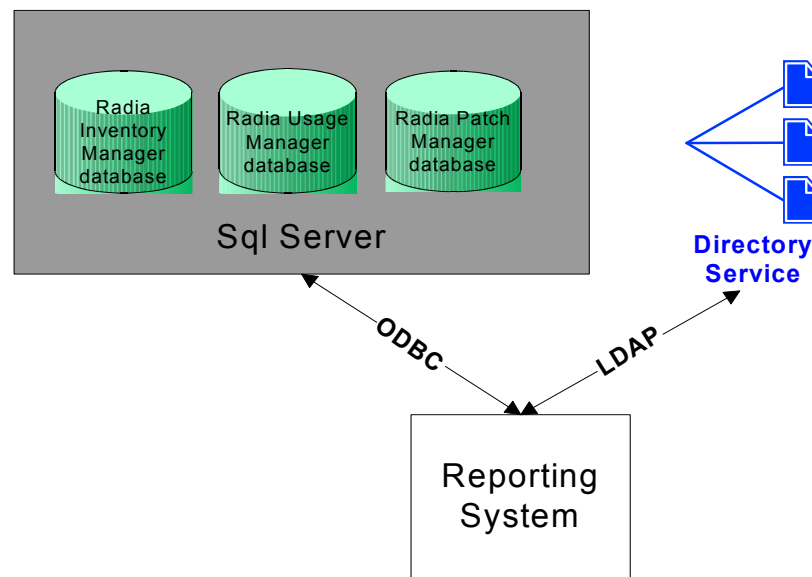 Radia
Inventory
Manager
database
Radia Usage
Manager
database
Radia Patch
Manager
database
Sql Server
Directory
Service
ODBC
LDAP
Reporting
System